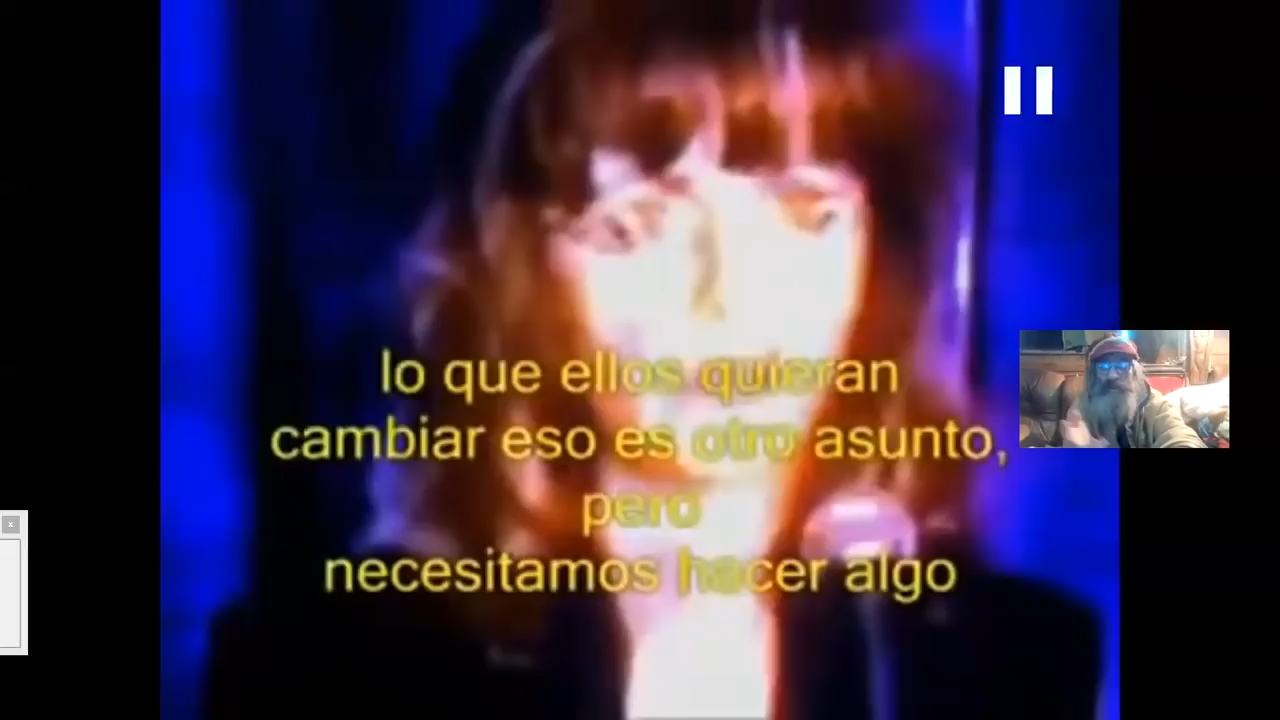 lo que ellos quieran
cambiar eso es otro asunto,
pero
necesitamos hacer algo
x